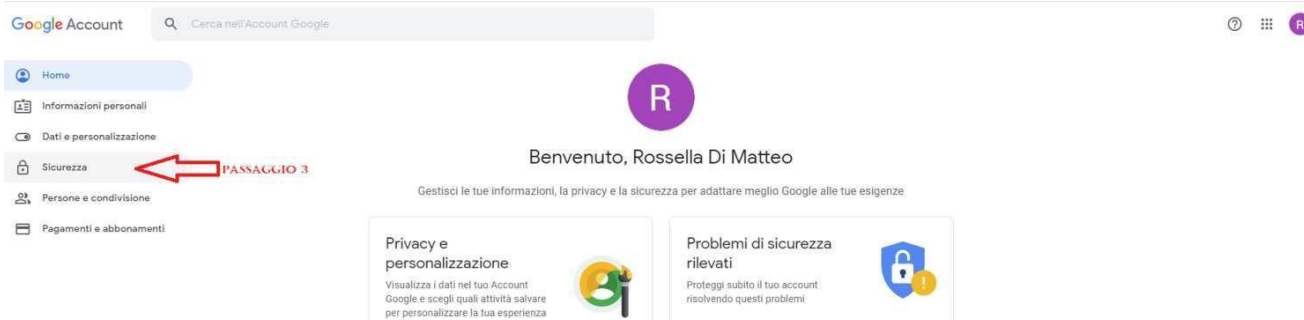 Google Account
Cerca nell'Account Google
R
Home
Informazioni personali
Dati e personalizzazione
Sicurezza
PASSAGGIO 3
Persone e condivisione
Pagamenti e abbonamenti
R
Benvenuto, Rossella Di Matteo
Gestisci le tue informazioni, la privacy e la sicurezza per adattare meglio Google alle tue esigenze
Privacy e
personalizzazione
Visualizza i dati nel tuo Account
Google e scegli quali attività salvare
per personalizzare la tua esperienza
Problemi di sicurezza
rilevati
Proteggi subito il tuo account
risolvendo questi problemi